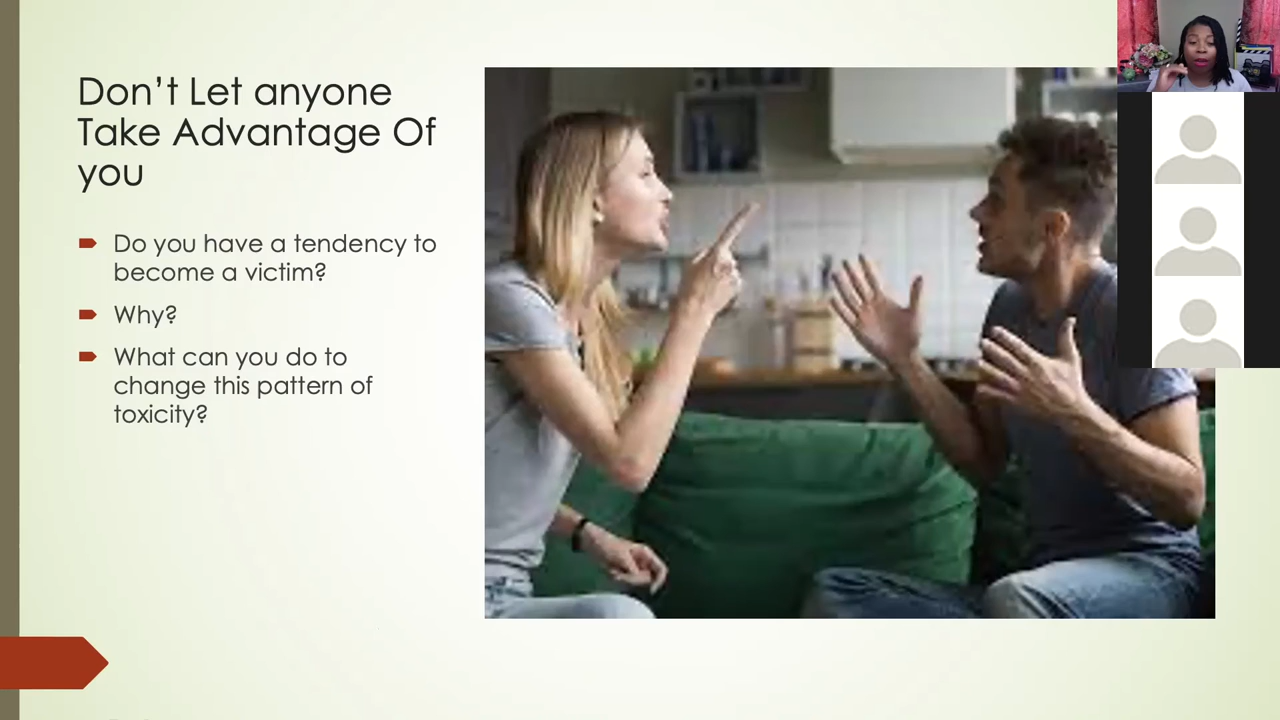 Don’t Let anyone
Take Advantage Of
you
Do you have a tendency to
become a victim?
Why?
What can you do to
change this pattern of
toxicity?